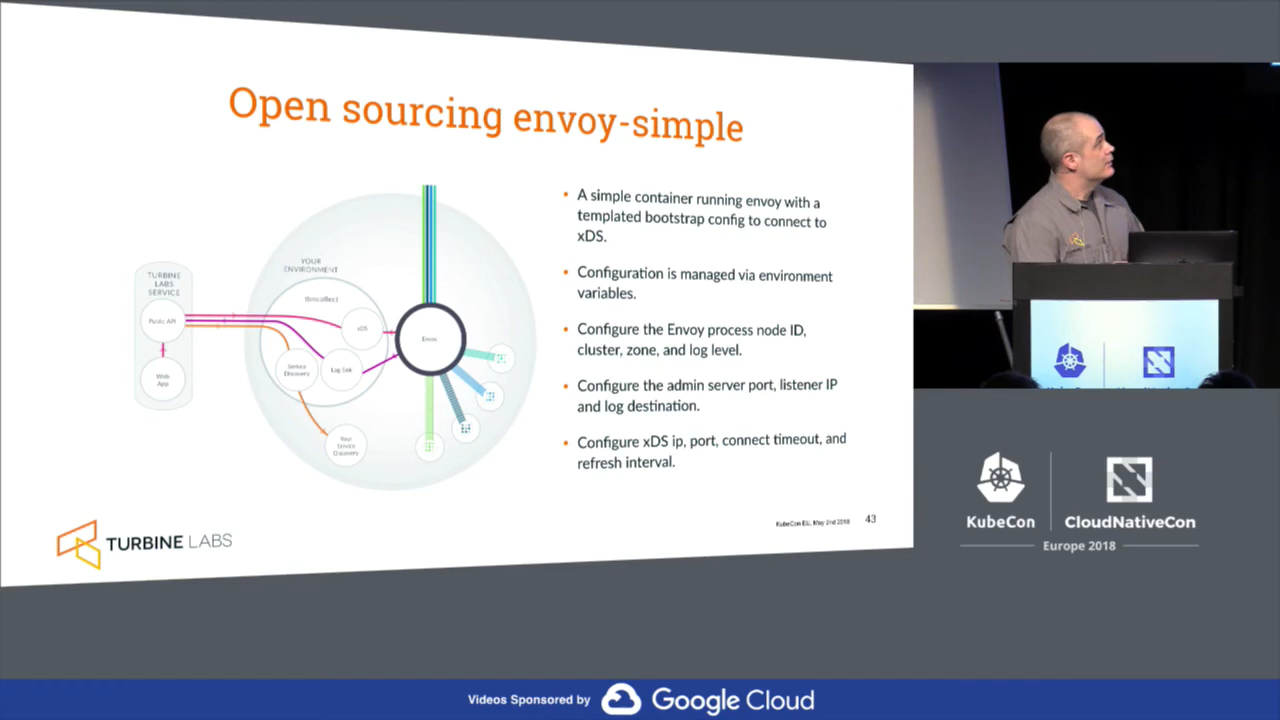 Open sourcing envoy-simple
TURBINE
LABS
SERVICE
Public API
Web
App
YOUR
ENVIRONMENT
xDS
Service
Discovery
Log Sink
Envoy
Your
Service
Discovery
• A simple container running envoy with a
templated bootstrap config to connect to
xDS.
• Configuration is managed via environment
variables.
• Configure the Envoy process node ID,
cluster, zone, and log level.
• Configure the admin server port, listener IP
and log destination.
• Configure xDS ip, port, connect timeout, and
refresh interval.
TURBINE LABS
KubeCon EU, May 2nd 2018
43
KubeCon
CloudNativeCon
Europe 2018
Videos Sponsored by
Google Cloud